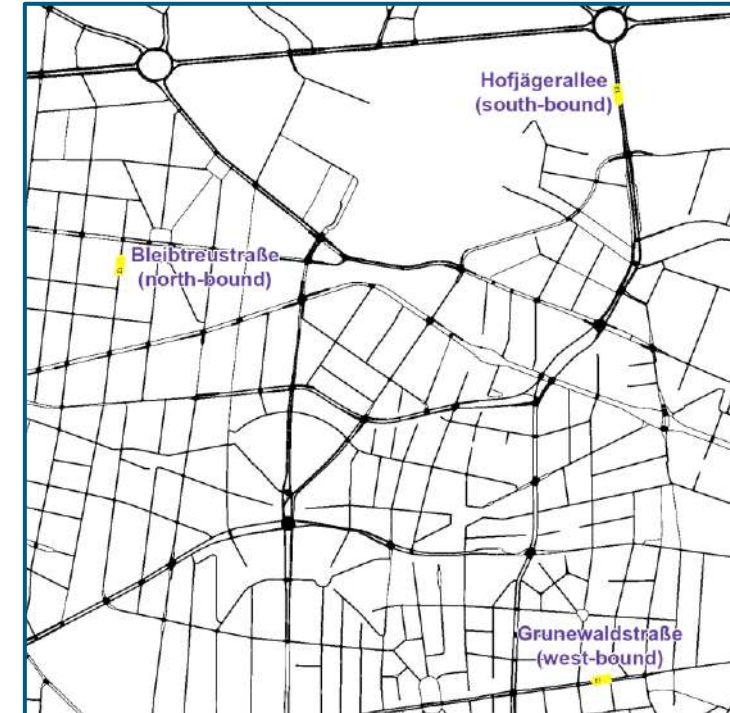 Hofjägerallee
(south-bound)
Bleibtreustraße
(north-bound)
Grunewaldstraße
(west-bound)